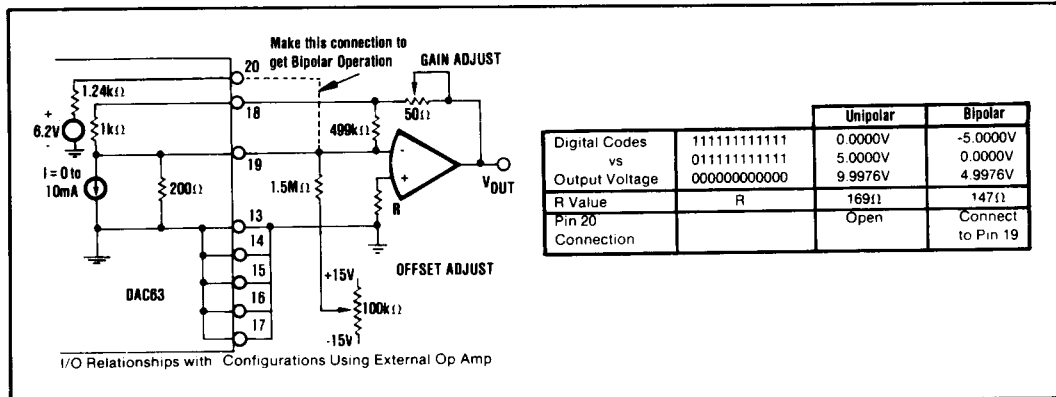 Make this connection to
get Bipolar Operation
GAIN ADJUST
20
1.24kΩ
18
50Ω
+
6.2V
-
1kΩ
499kΩ
19
-
+
VOUT
I = 0 to
10mA
200Ω
1.5MΩ
R
13
14
15
16
17
OFFSET ADJUST
+15V
100kΩ
-15V
DAC63
I/O Relationships with Configurations Using External Op Amp
Unipolar Bipolar
Digital Codes 111111111111 0.0000V -5.0000V
vs 011111111111 5.0000V 0.0000V
Output Voltage 000000000000 9.9976V 4.9976V
R Value R 169Ω 147Ω
Pin 20 Open Connect
Connection to Pin 19